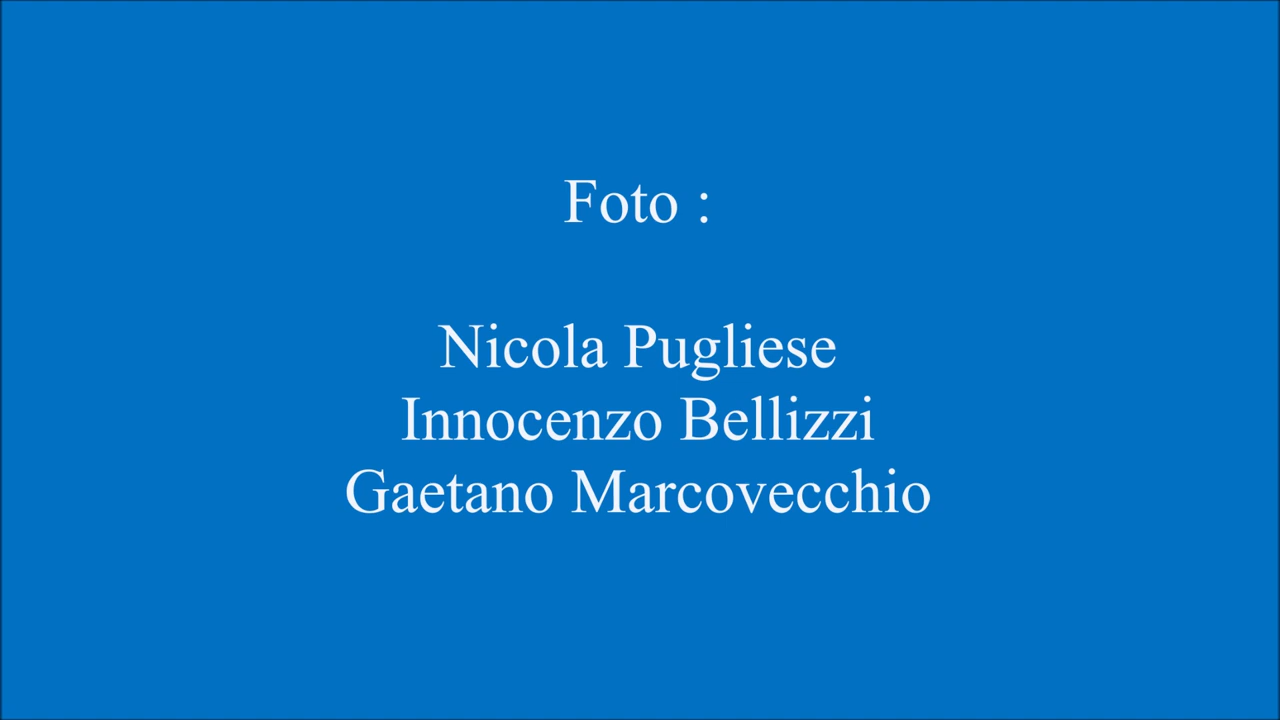 Foto :
Nicola Pugliese
Innocenzo Bellizzi
Gaetano Marcovecchio